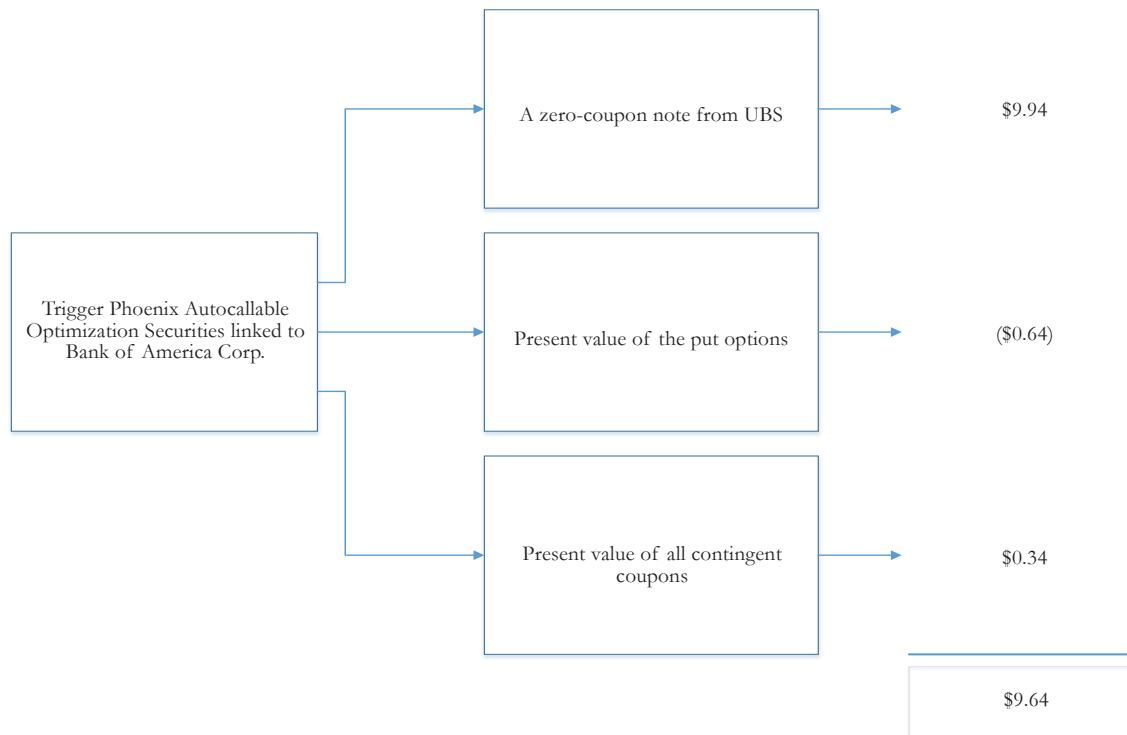 A zero-coupon note from UBS
$9.94
Trigger Phoenix Autocallable
Optimization Securities linked to
Bank of America Corp.
Present value of the put options
($0.64)
Present value of all contingent
coupons
$0.34
$9.64